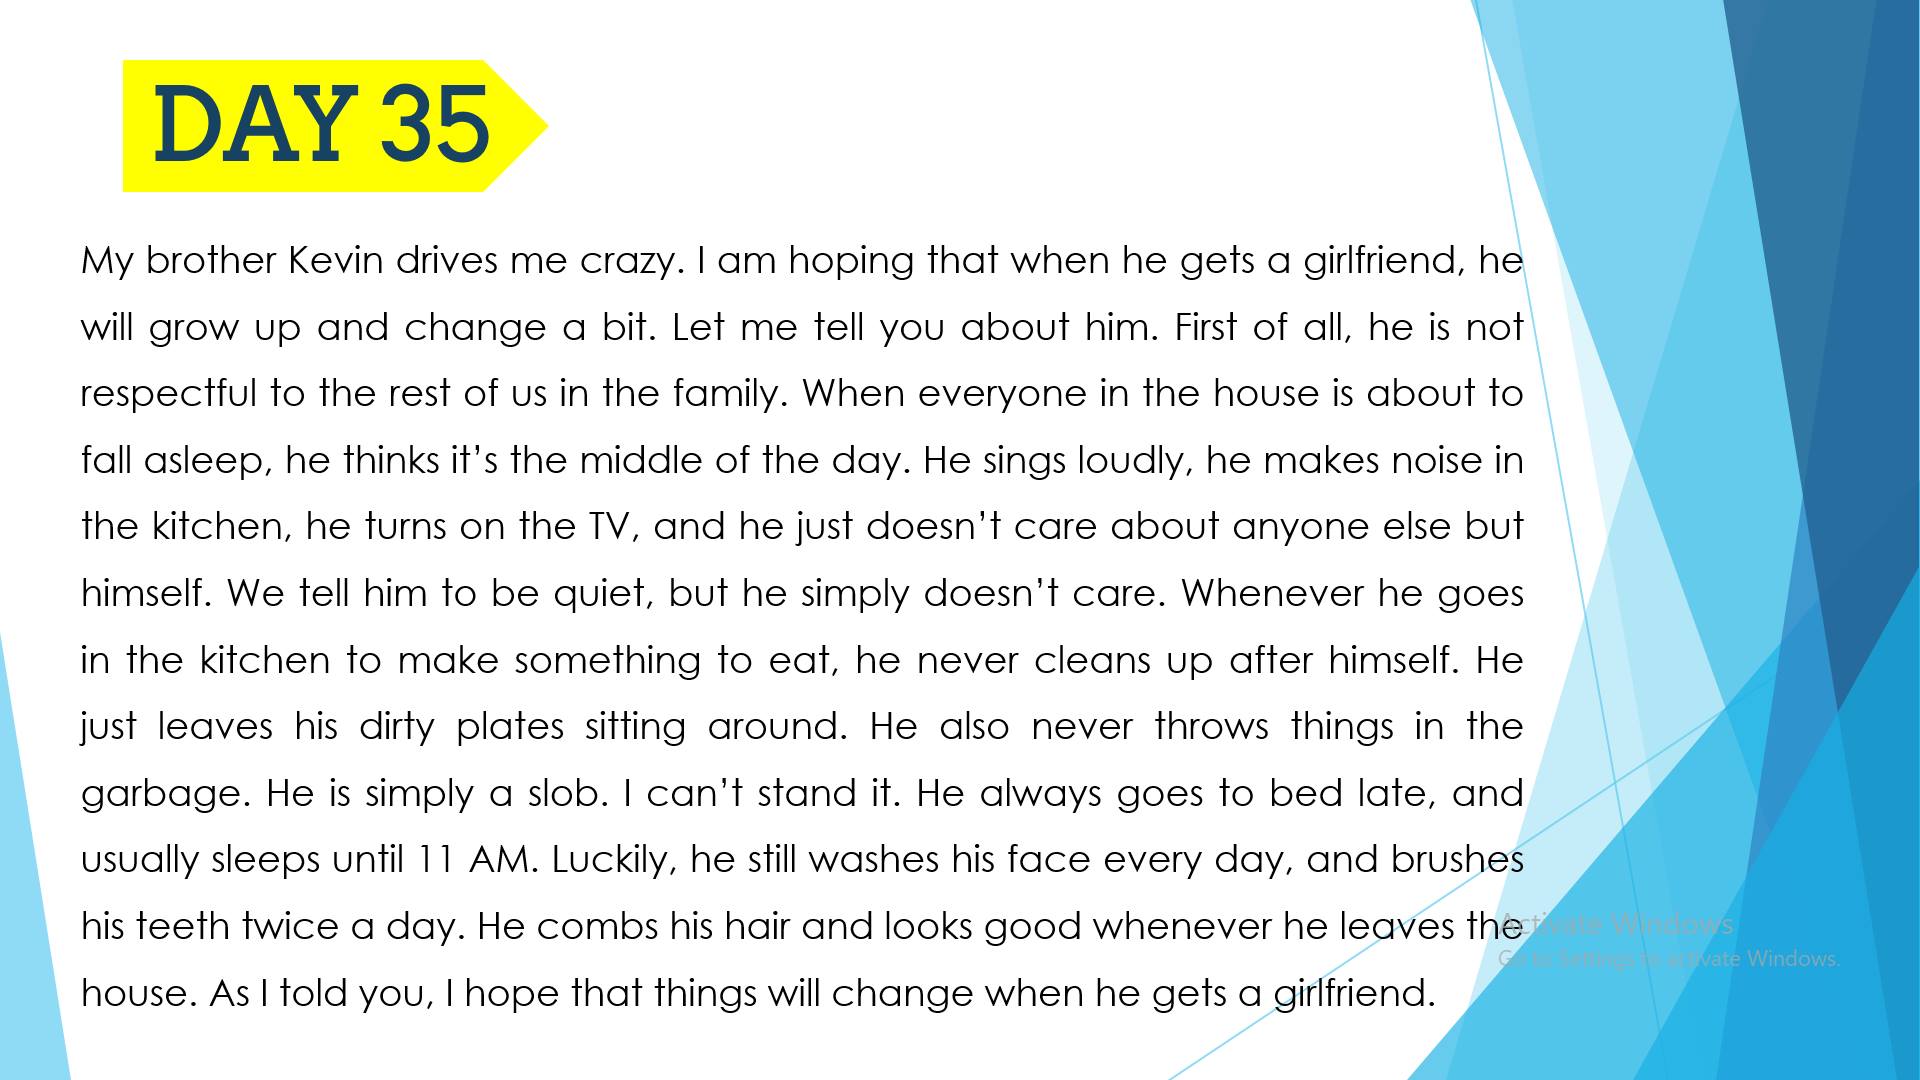 DAY 35
My brother Kevin drives me crazy. I am hoping that when he gets a girlfriend, he
will grow up and change a bit. Let me tell you about him. First of all, he is not
respectful to the rest of us in the family. When everyone in the house is about to
fall asleep, he thinks it’s the middle of the day. He sings loudly, he makes noise in
the kitchen, he turns on the TV, and he just doesn’t care about anyone else but
himself. We tell him to be quiet, but he simply doesn’t care. Whenever he goes
in the kitchen to make something to eat, he never cleans up after himself. He
just leaves his dirty plates sitting around. He also never throws things in the
garbage. He is simply a slob. I can’t stand it. He always goes to bed late, and
usually sleeps until 11 AM. Luckily, he still washes his face every day, and brushes
his teeth twice a day. He combs his hair and looks good whenever he leaves the
house. As I told you, I hope that things will change when he gets a girlfriend.
Activate Windows
Go to Settings to activate Windows.